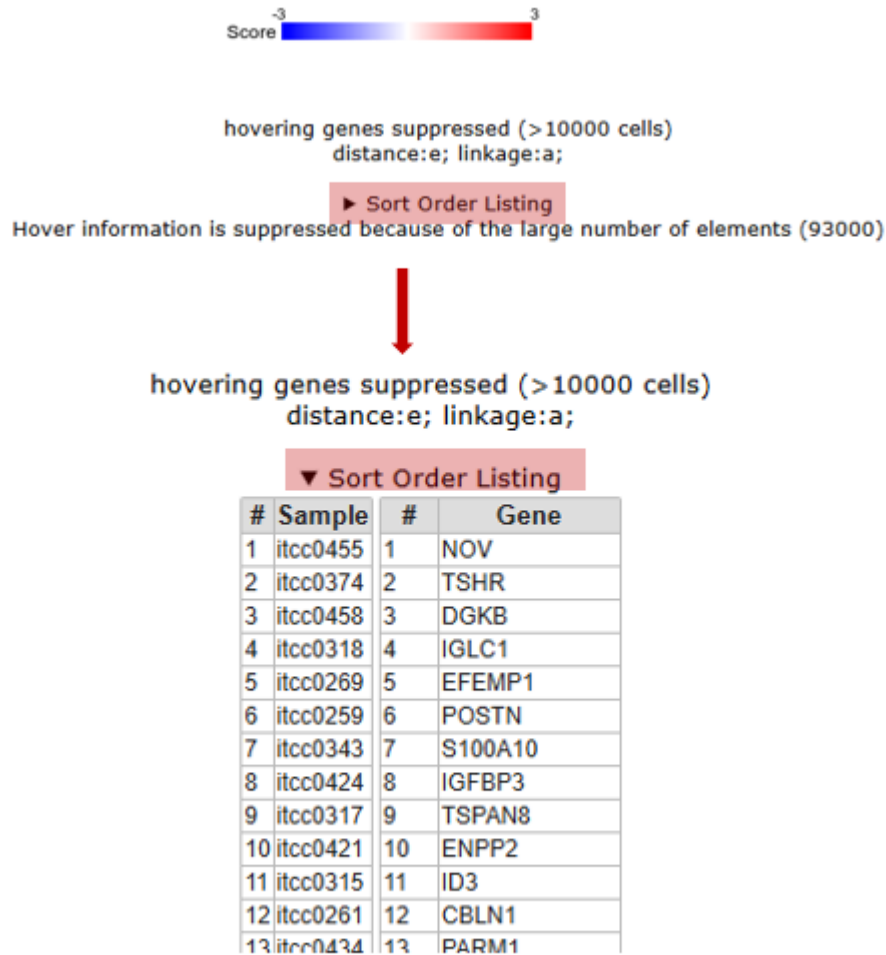 -3 3
Score
hovering genes suppressed (>10000 cells)
distance:e; linkage:a;
► Sort Order Listing
Hover information is suppressed because of the large number of elements (93000)
hovering genes suppressed (>10000 cells)
distance:e; linkage:a;
▼ Sort Order Listing
# Sample # Gene
1 itcc0455 1 NOV
2 itcc0374 2 TSHR
3 itcc0458 3 DGKB
4 itcc0318 4 IGLC1
5 itcc0269 5 EFEMP1
6 itcc0259 6 POSTN
7 itcc0343 7 S100A10
8 itcc0424 8 IGFBP3
9 itcc0317 9 TSPAN8
10 itcc0421 10 ENPP2
11 itcc0315 11 ID3
12 itcc0261 12 CBLN1
13 itcc0434 13 PARM1